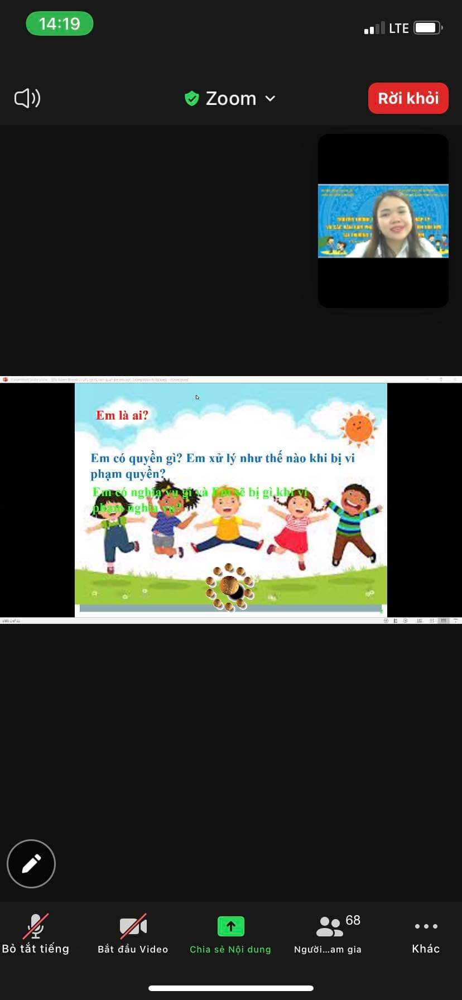 14:19
LTE
Zoom
Rời khỏi
Em là ai?
Em có quyền gì? Em xử lý như thế nào khi bị vi
phạm quyền?
Em có nghĩa vụ gì và Em sẽ bị gì khi vi
phạm nghĩa vụ?
68
Bỏ tắt tiếng
Bắt đầu Video
Chia sẻ Nội dung
Người...am gia
Khác